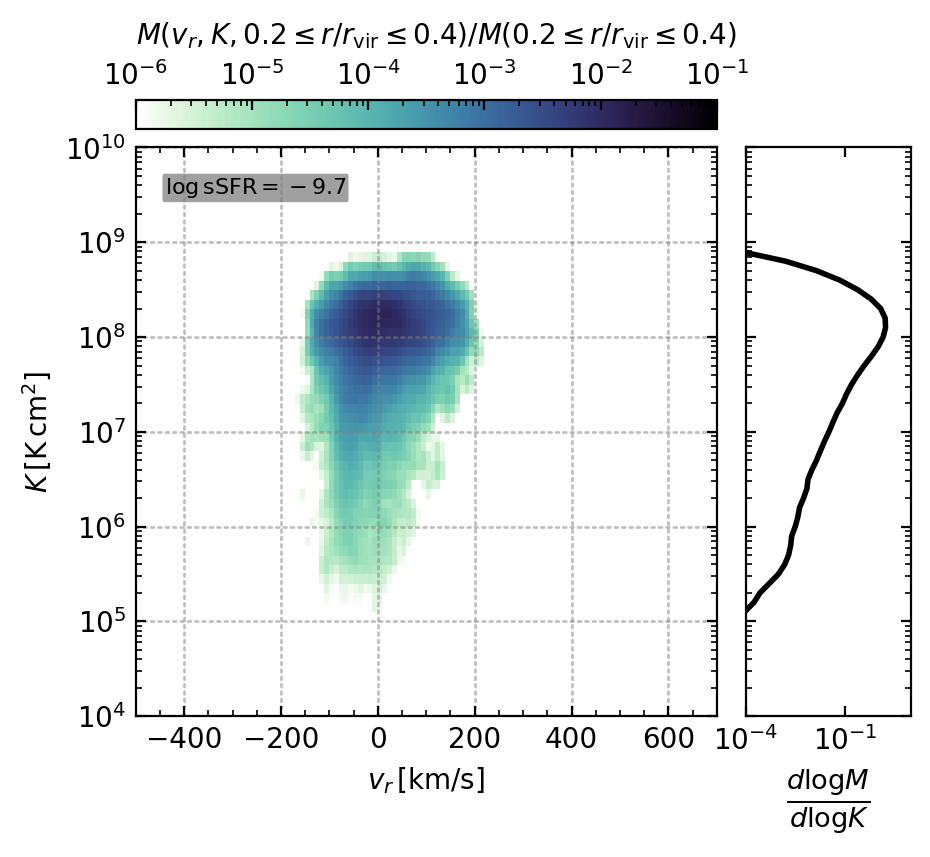 M(v_r, K, 0.2 ≤ r/r_vir ≤ 0.4)/M(0.2 ≤ r/r_vir ≤ 0.4)
10^−6 10^−5 10^−4 10^−3 10^−2 10^−1
log sSFR = −9.7
10^10
10^9
10^8
10^7
10^6
10^5
10^4
K [K cm^2]
−400 −200 0 200 400 600
v_r [km/s]
10^−4 10^−1
dlogM
dlogK